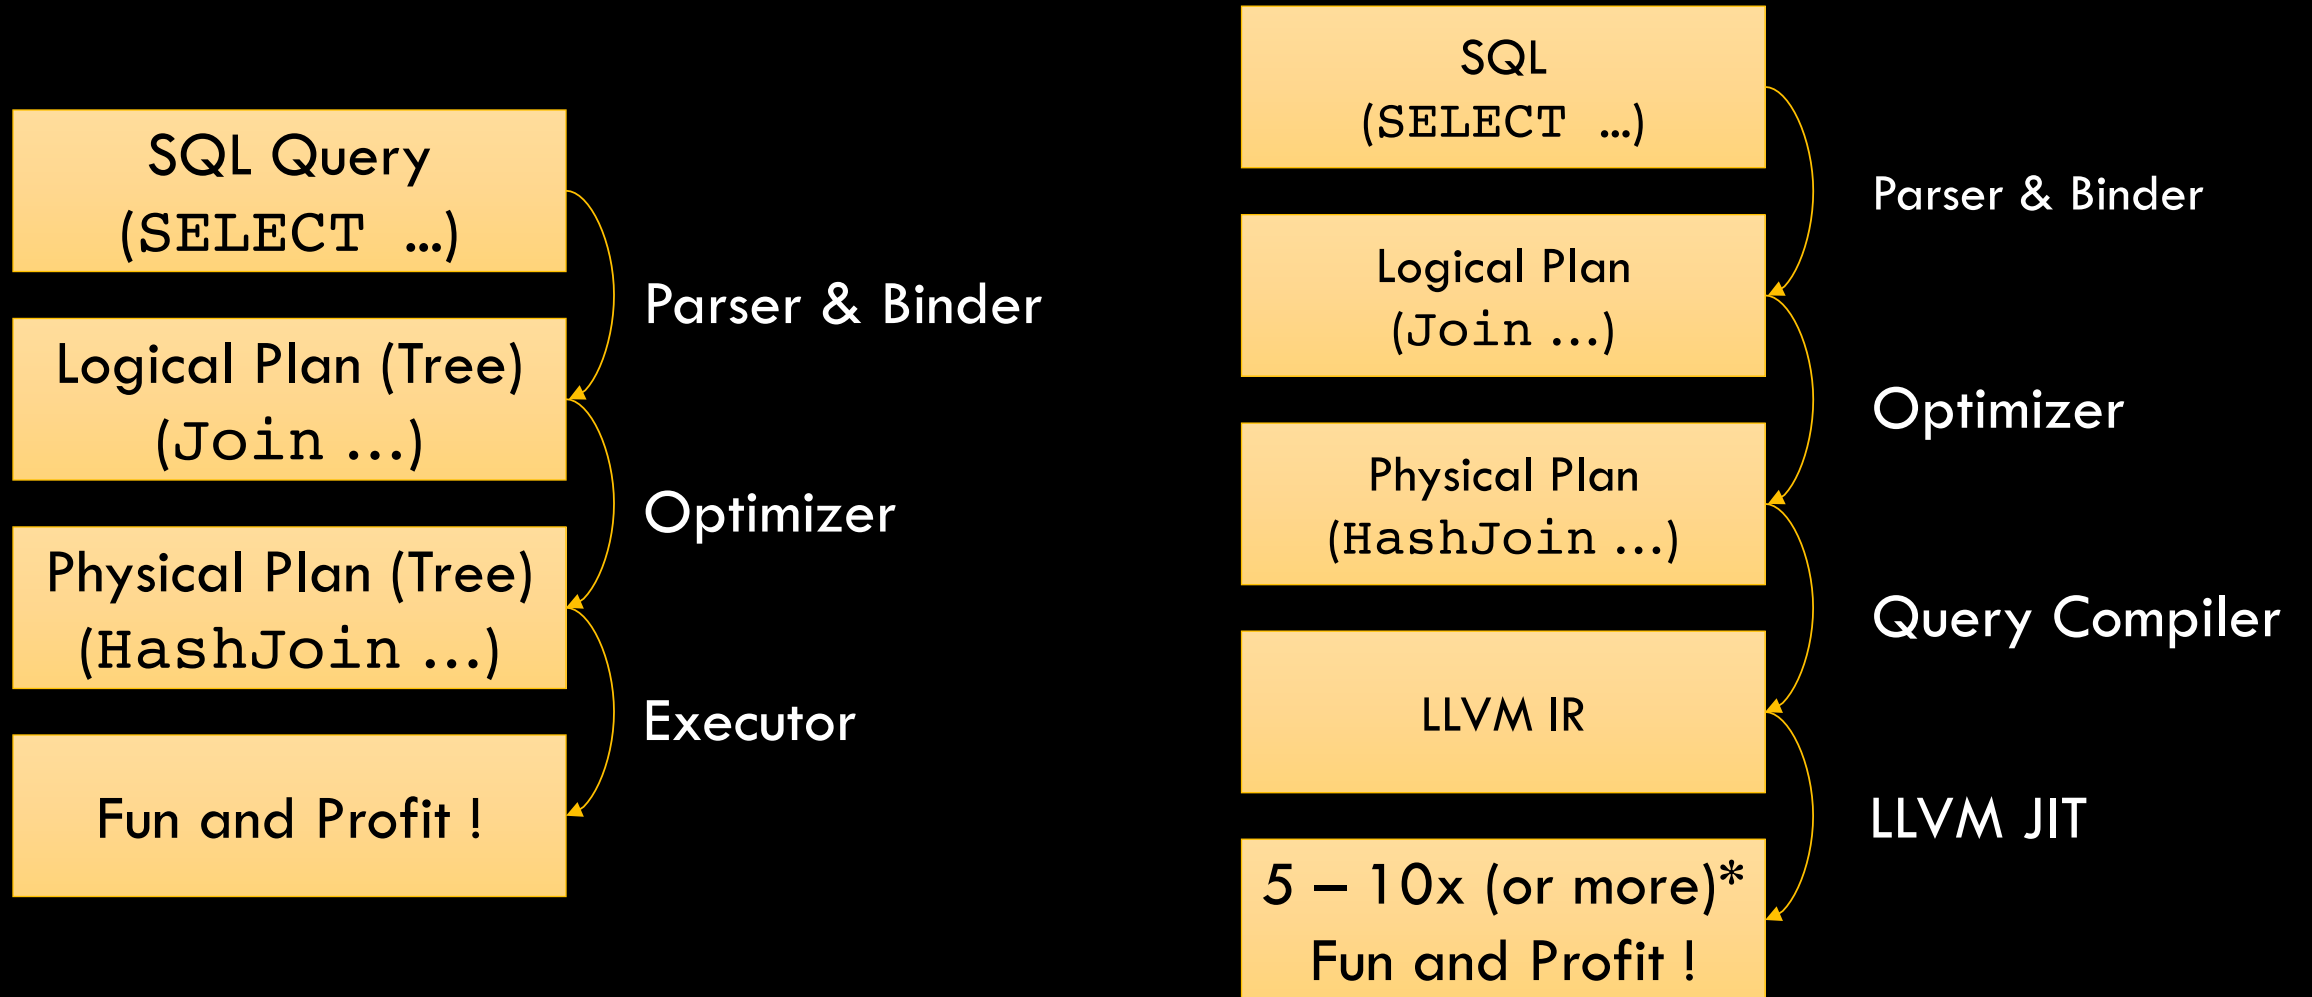 SQL Query
(SELECT …)
Parser & Binder
Logical Plan (Tree)
(Join …)
Optimizer
Physical Plan (Tree)
(HashJoin …)
Executor
Fun and Profit !
SQL
(SELECT …)
Parser & Binder
Logical Plan
(Join …)
Optimizer
Physical Plan
(HashJoin …)
Query Compiler
LLVM IR
LLVM JIT
5 – 10x (or more)*
Fun and Profit !